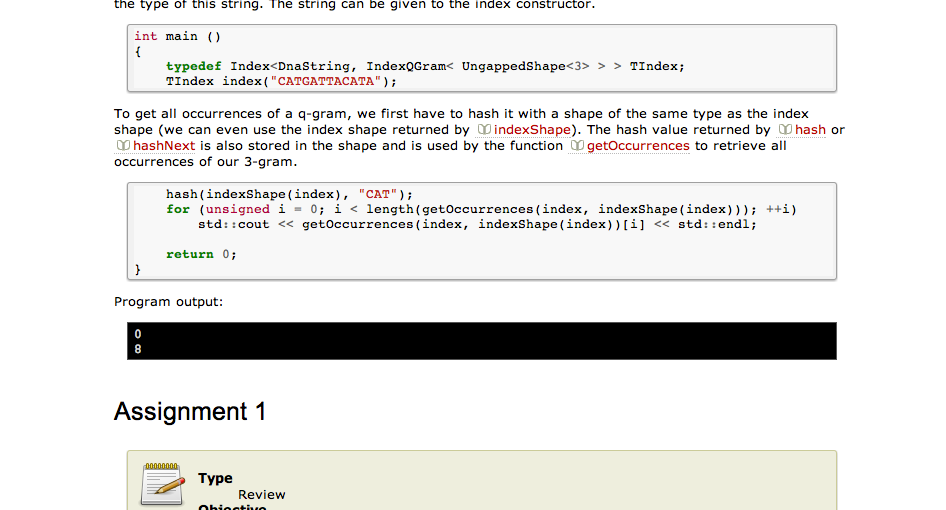 the type of this string. The string can be given to the index constructor.
int main ()
{
    typedef Index<DnaString, IndexQGram< UngappedShape<3> > > TIndex;
    TIndex index("CATGATTACATA");
To get all occurrences of a q-gram, we first have to hash it with a shape of the same type as the index
shape (we can even use the index shape returned by indexShape). The hash value returned by hash or
hashNext is also stored in the shape and is used by the function getOccurrences to retrieve all
occurrences of our 3-gram.
    hash(indexShape(index), "CAT");
    for (unsigned i = 0; i < length(getOccurrences(index, indexShape(index))); ++i)
        std::cout << getOccurrences(index, indexShape(index))[i] << std::endl;
    return 0;
}
Program output:
0
8
Assignment 1
Type
Review
Objective